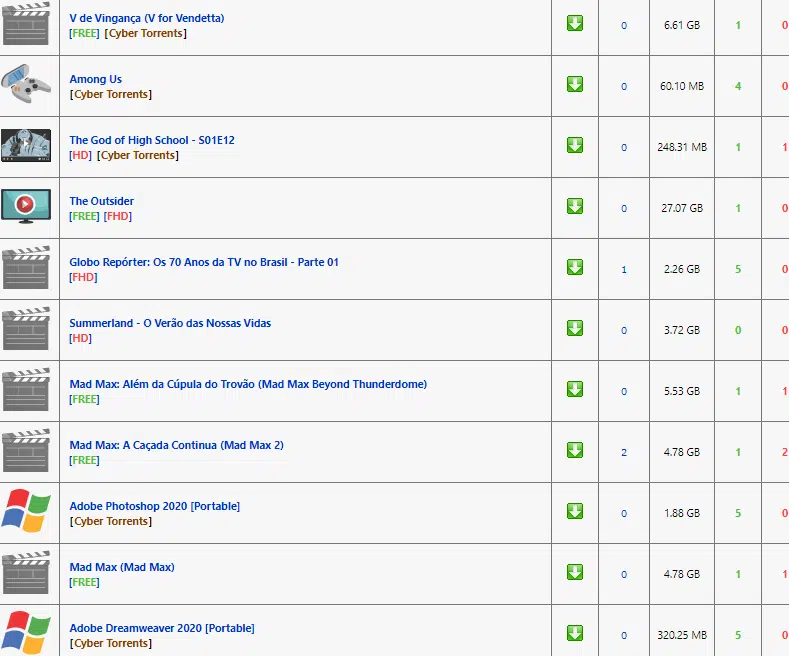 V de Vingança (V for Vendetta)
[FREE] [Cyber Torrents] 0 6.61 GB 1 0
Among Us
[Cyber Torrents] 0 60.10 MB 4 0
The God of High School - S01E12
[HD] [Cyber Torrents] 0 248.31 MB 1 1
The Outsider
[FREE] [FHD] 0 27.07 GB 1 0
Globo Repórter: Os 70 Anos da TV no Brasil - Parte 01
[FHD] 1 2.26 GB 5 0
Summerland - O Verão das Nossas Vidas
[HD] 0 3.72 GB 0 0
Mad Max: Além da Cúpula do Trovão (Mad Max Beyond Thunderdome)
[FREE] 0 5.53 GB 1 1
Mad Max: A Caçada Continua (Mad Max 2)
[FREE] 2 4.78 GB 1 2
Adobe Photoshop 2020 [Portable]
[Cyber Torrents] 0 1.88 GB 5 0
Mad Max (Mad Max)
[FREE] 0 4.78 GB 1 1
Adobe Dreamweaver 2020 [Portable]
[Cyber Torrents] 0 320.25 MB 5 0